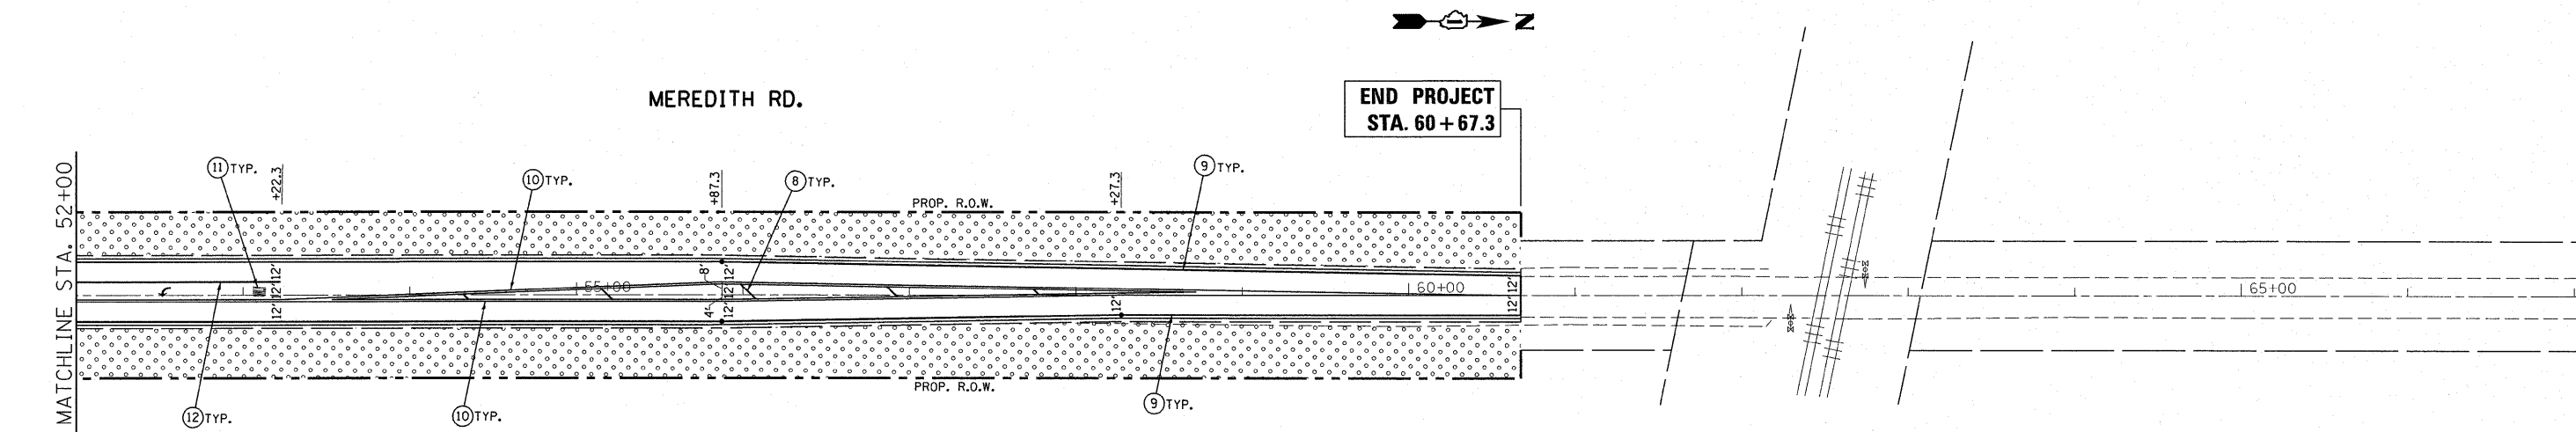 N
MEREDITH RD.
END PROJECT
STA. 60+67.3
MATCHLINE STA. 52+00
11 TYP.
+22.3
10 TYP.
+87.3
8 TYP.
+27.3
9 TYP.
PROP. R.O.W.
12' 12' 12'
8'
4'
12' 12' 12'
12'
12' 12'
55+00
60+00
65+00
PROP. R.O.W.
12 TYP.
10 TYP.
9 TYP.